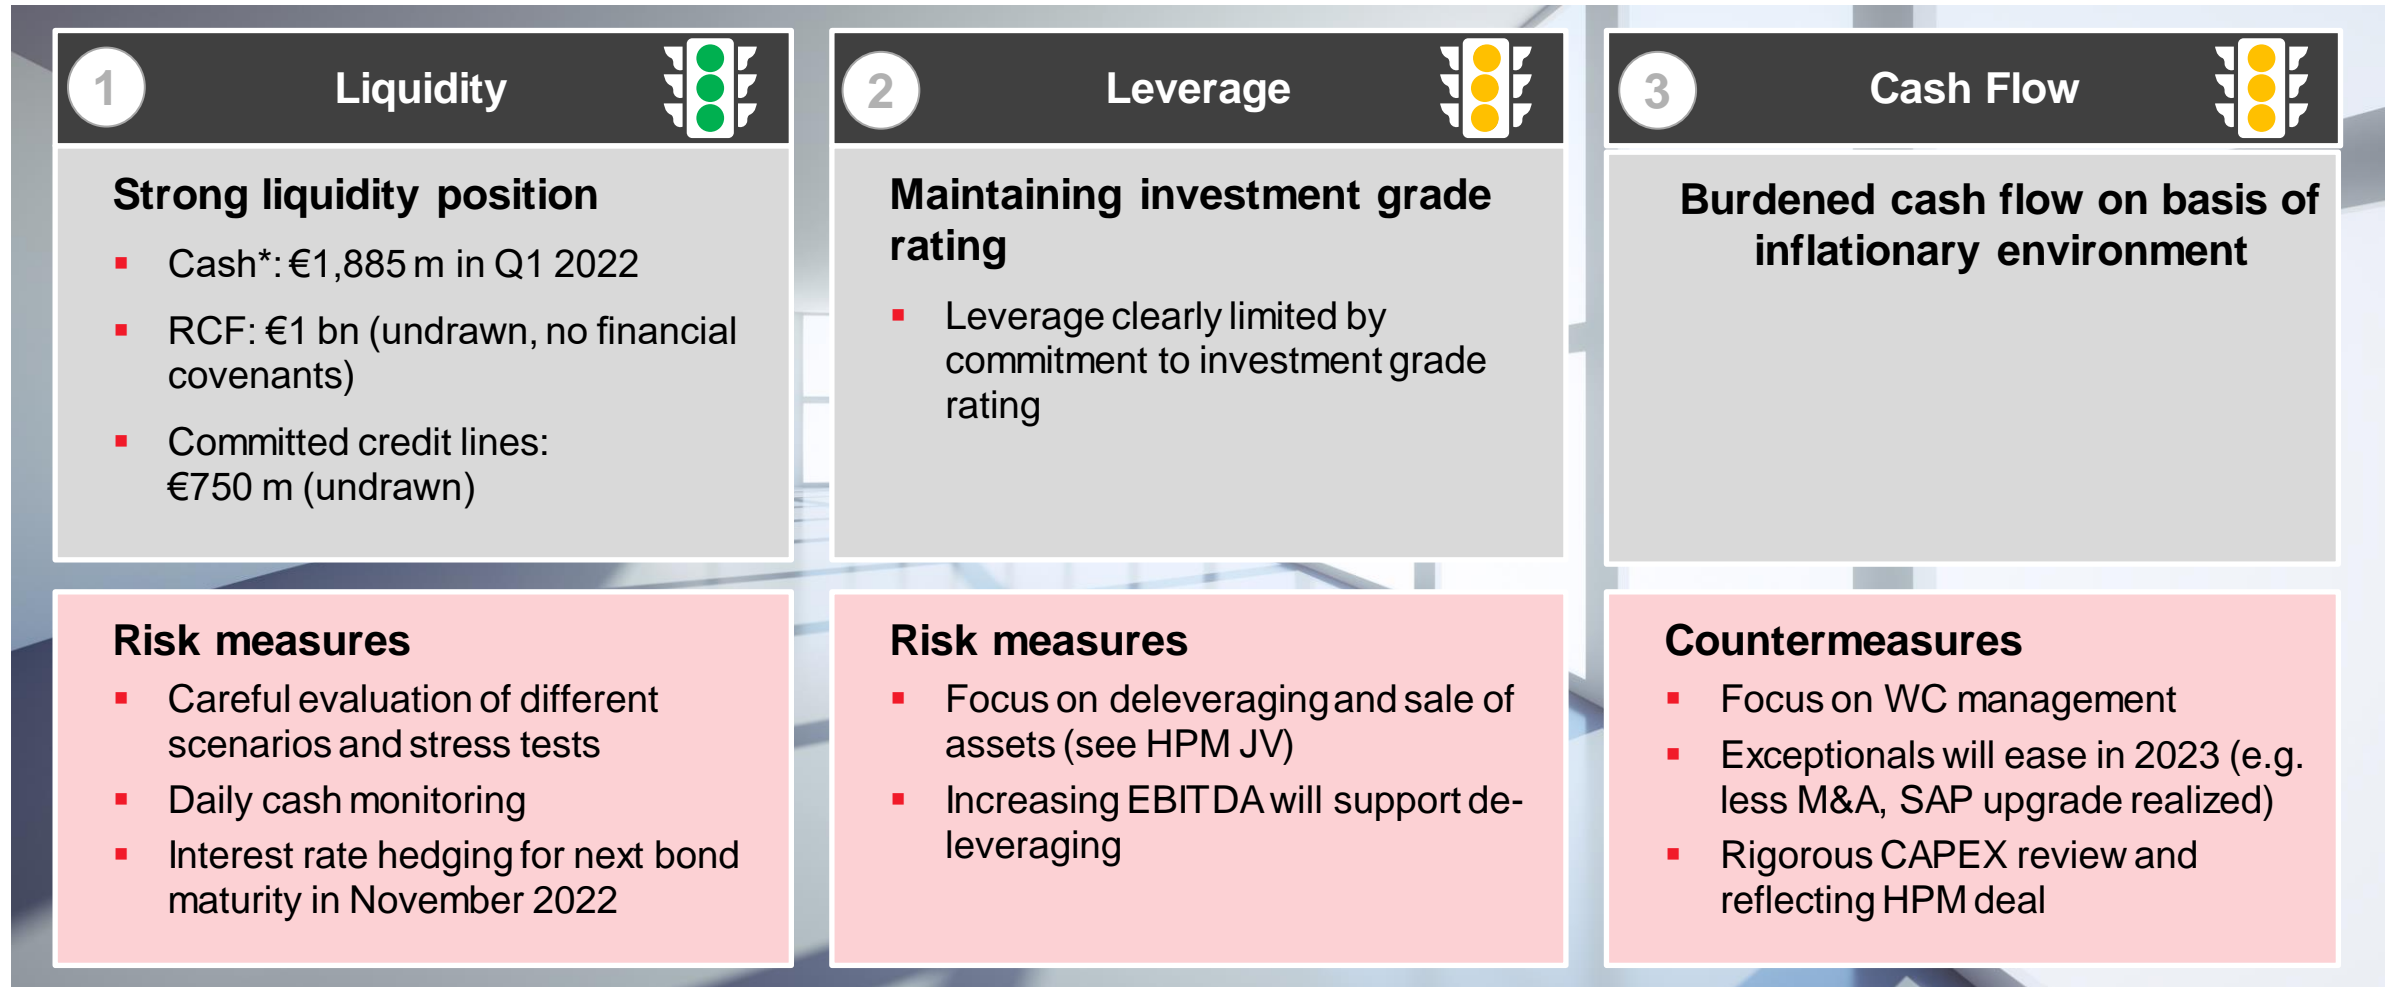 1
Liquidity
Strong liquidity position
▪ Cash*: €1,885 m in Q1 2022
▪ RCF: €1 bn (undrawn, no financial
covenants)
▪ Committed credit lines:
€750 m (undrawn)
Risk measures
▪ Careful evaluation of different
scenarios and stress tests
▪ Daily cash monitoring
▪ Interest rate hedging for next bond
maturity in November 2022
2
Leverage
Maintaining investment grade
rating
▪ Leverage clearly limited by
commitment to investment grade
rating
Risk measures
▪ Focus on deleveraging and sale of
assets (see HPM JV)
▪ Increasing EBITDA will support de-
leveraging
3
Cash Flow
Burdened cash flow on basis of
inflationary environment
Countermeasures
▪ Focus on WC management
▪ Exceptionals will ease in 2023 (e.g.
less M&A, SAP upgrade realized)
▪ Rigorous CAPEX review and
reflecting HPM deal